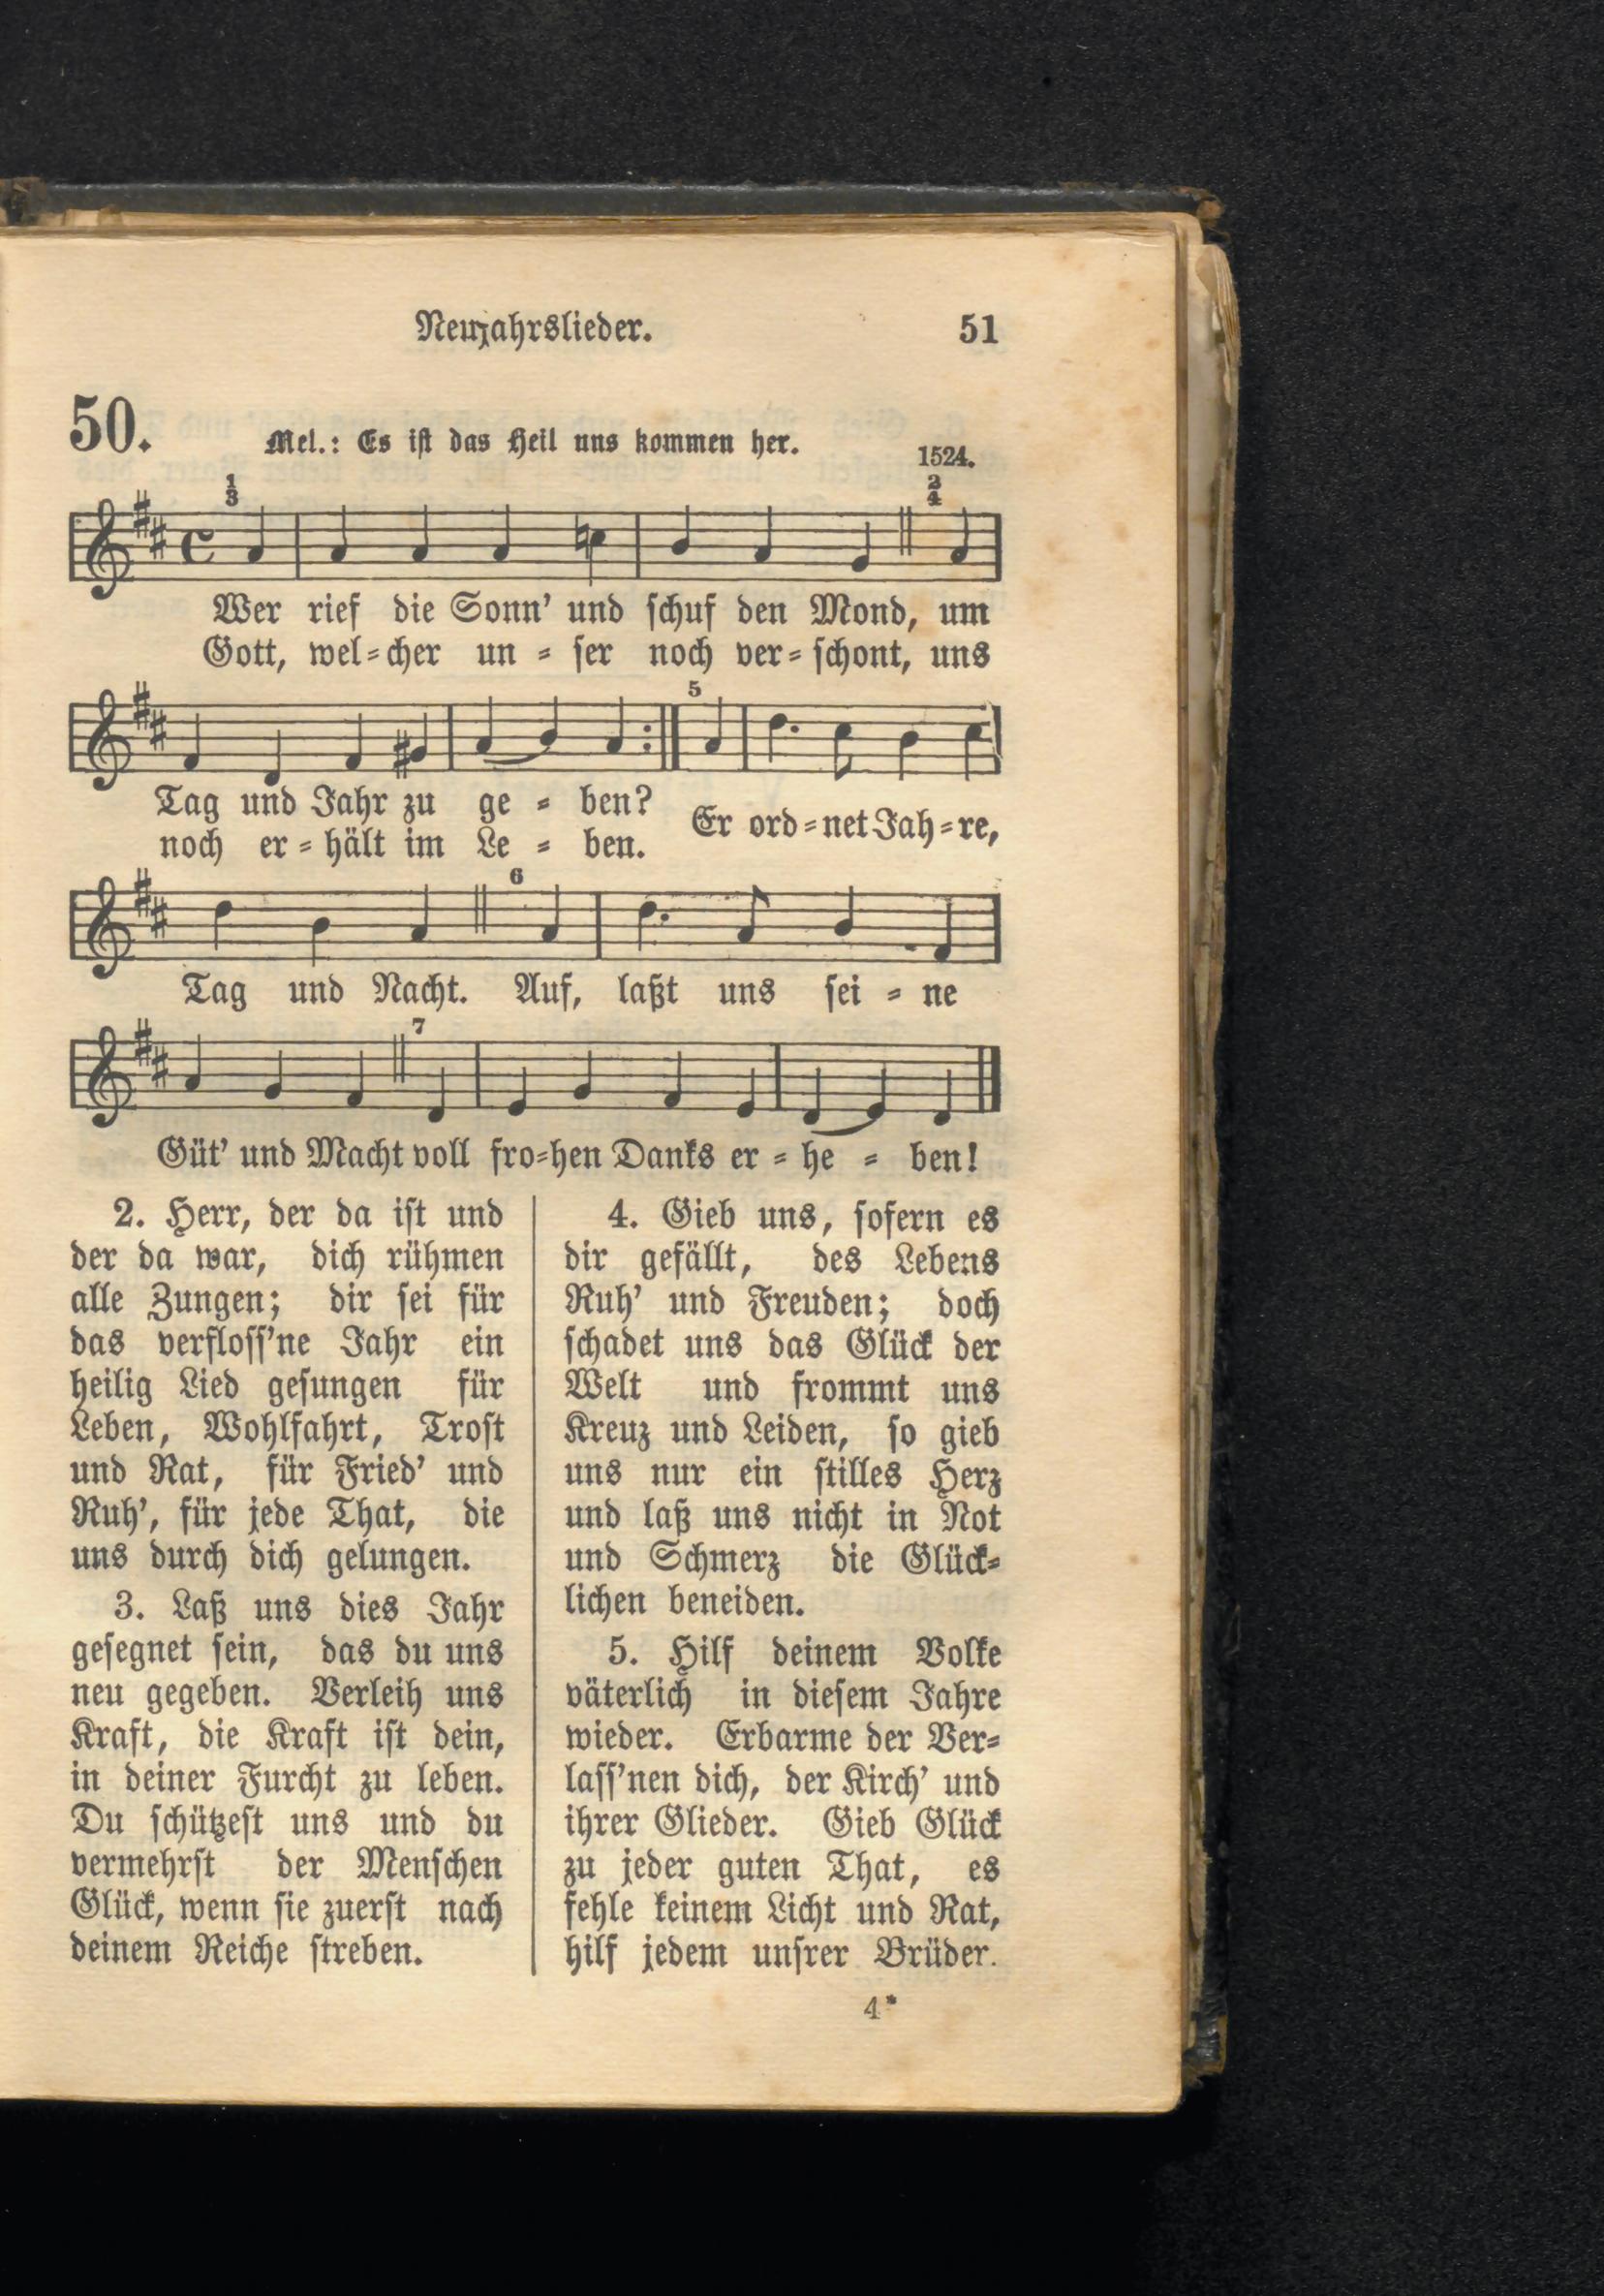 Neujahrslieder. 51
50.
Mel.: Es iſt das Heil uns kommen her.
1524.
1 3
2 4
Wer rief die Sonn' und ſchuf den Mond, um
Gott, wel-cher un - ſer noch ver-ſchont, uns
5
Tag und Jahr zu ge - ben?
Er ord-net Jah-re,
noch er-hält im Le - ben.
6
Tag und Nacht. Auf, laßt uns ſei - ne
7
Güt' und Macht voll fro-hen Danks er - he - ben!
2. Herr, der da iſt und
der da war, dich rühmen
alle Zungen; dir ſei für
das verfloſſ'ne Jahr ein
heilig Lied geſungen für
Leben, Wohlfahrt, Troſt
und Rat, für Fried' und
Ruh', für jede That, die
uns durch dich gelungen.
3. Laß uns dies Jahr
geſegnet ſein, das du uns
neu gegeben. Verleih uns
Kraft, die Kraft iſt dein,
in deiner Furcht zu leben.
Du ſchützeſt uns und du
vermehrſt der Menſchen
Glück, wenn ſie zuerſt nach
deinem Reiche ſtreben.
4. Gieb uns, ſofern es
dir gefällt, des Lebens
Ruh' und Freuden; doch
ſchadet uns das Glück der
Welt und frommt uns
Kreuz und Leiden, ſo gieb
uns nur ein ſtilles Herz
und laß uns nicht in Not
und Schmerz die Glück-
lichen beneiden.
5. Hilf deinem Volke
väterlich in dieſem Jahre
wieder. Erbarme der Ver-
laſſ'nen dich, der Kirch' und
ihrer Glieder. Gieb Glück
zu jeder guten That, es
fehle keinem Licht und Rat,
hilf jedem unſrer Brüder.
4*